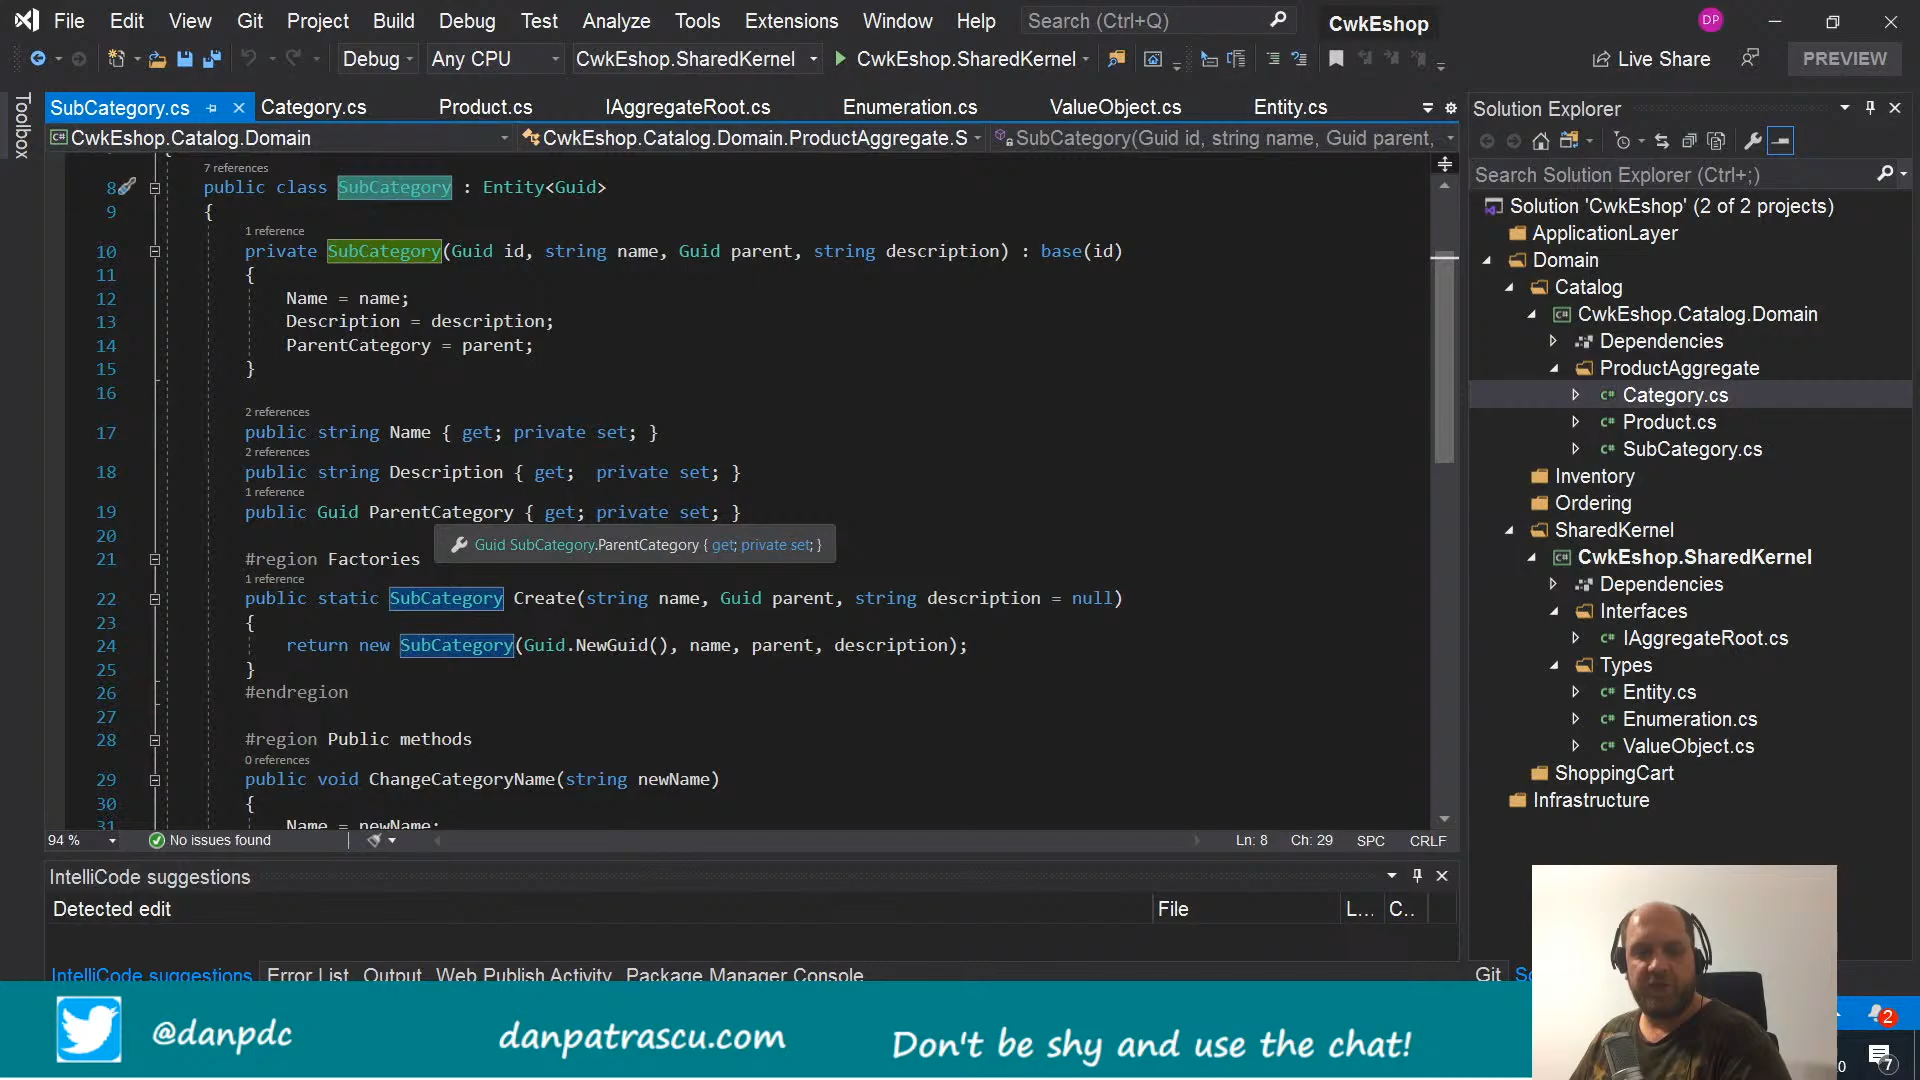 File Edit View Git Project Build Debug Test Analyze Tools Extensions Window Help Search (Ctrl+Q) CwkEshop DP
Debug Any CPU CwkEshop.SharedKernel CwkEshop.SharedKernel Live Share PREVIEW
Toolbox
SubCategory.cs Category.cs Product.cs IAggregateRoot.cs Enumeration.cs ValueObject.cs Entity.cs
CwkEshop.Catalog.Domain CwkEshop.Catalog.Domain.ProductAggregate.S SubCategory(Guid id, string name, Guid parent,
7 references
8 public class SubCategory : Entity<Guid>
9 {
1 reference
10 private SubCategory(Guid id, string name, Guid parent, string description) : base(id)
11 {
12 Name = name;
13 Description = description;
14 ParentCategory = parent;
15 }
16
2 references
17 public string Name { get; private set; }
2 references
18 public string Description { get; private set; }
1 reference
19 public Guid ParentCategory { get; private set; }
20
Guid SubCategory.ParentCategory { get; private set; }
21 #region Factories
1 reference
22 public static SubCategory Create(string name, Guid parent, string description = null)
23 {
24 return new SubCategory(Guid.NewGuid(), name, parent, description);
25 }
26 #endregion
27
28 #region Public methods
0 references
29 public void ChangeCategoryName(string newName)
30 {
31 Name = newName;
94 % No issues found Ln: 8 Ch: 29 SPC CRLF
IntelliCode suggestions
Detected edit File L... C..
IntelliCode suggestions Error List Output Web Publish Activity Package Manager Console
Solution Explorer
Search Solution Explorer (Ctrl+;)
Solution 'CwkEshop' (2 of 2 projects)
ApplicationLayer
Domain
Catalog
CwkEshop.Catalog.Domain
Dependencies
ProductAggregate
Category.cs
Product.cs
SubCategory.cs
Inventory
Ordering
SharedKernel
CwkEshop.SharedKernel
Dependencies
Interfaces
IAggregateRoot.cs
Types
Entity.cs
Enumeration.cs
ValueObject.cs
ShoppingCart
Infrastructure
Git
@danpdc danpatrascu.com Don't be shy and use the chat!
2
7